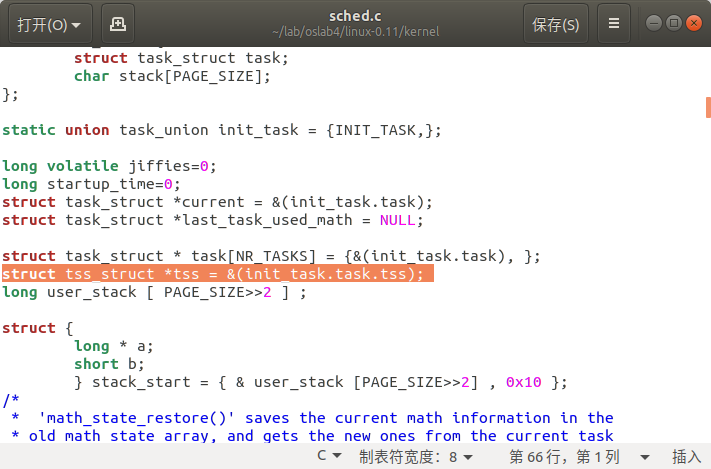 打开(O)
sched.c
~/lab/oslab4/linux-0.11/kernel
保存(S)
struct task_struct task;
char stack[PAGE_SIZE];
};
static union task_union init_task = {INIT_TASK,};
long volatile jiffies=0;
long startup_time=0;
struct task_struct *current = &(init_task.task);
struct task_struct *last_task_used_math = NULL;
struct task_struct * task[NR_TASKS] = {&(init_task.task), };
struct tss_struct *tss = &(init_task.task.tss);
long user_stack [ PAGE_SIZE>>2 ] ;
struct {
long * a;
short b;
} stack_start = { & user_stack [PAGE_SIZE>>2] , 0x10 };
/*
 *  'math_state_restore()' saves the current math information in the
 * old math state array, and gets the new ones from the current task
C 制表符宽度：8 第 66 行，第 1 列 插入